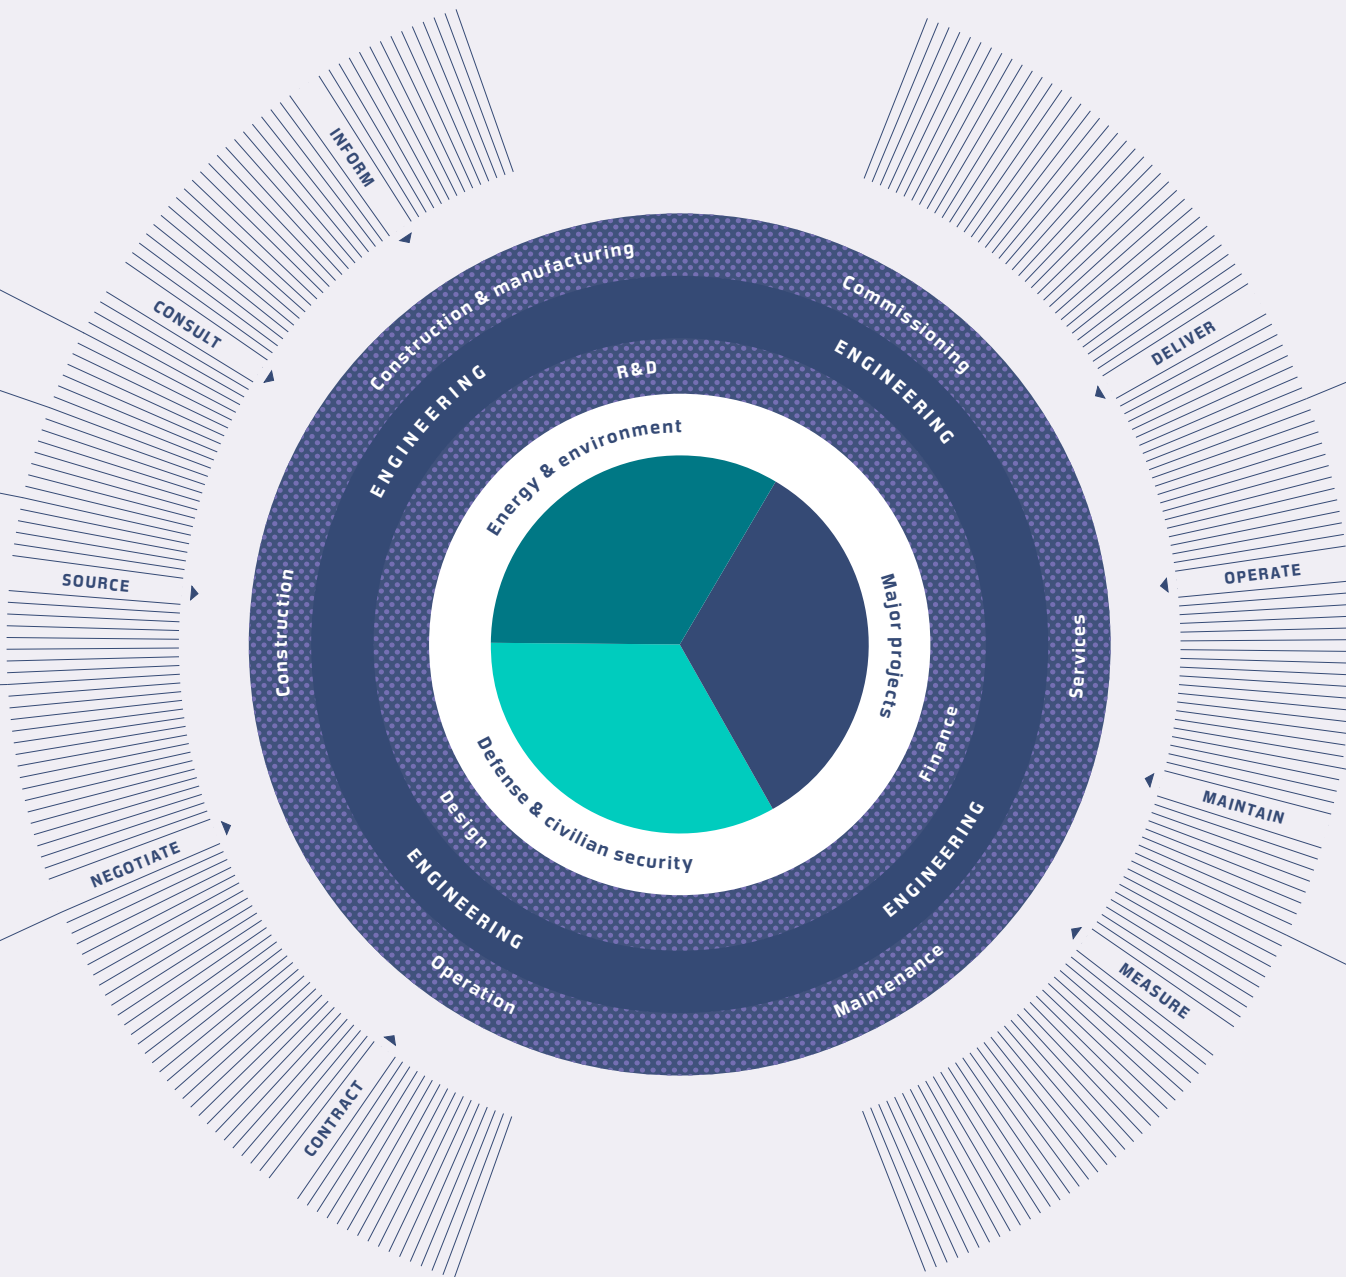 INFORM
CONSULT
SOURCE
NEGOTIATE
CONTRACT
DELIVER
OPERATE
MAINTAIN
MEASURE
Construction & manufacturing
Commissioning
Services
Maintenance
Operation
Construction
ENGINEERING
ENGINEERING
ENGINEERING
ENGINEERING
R&D
Finance
Design
Energy & environment
Major projects
Defense & civilian security